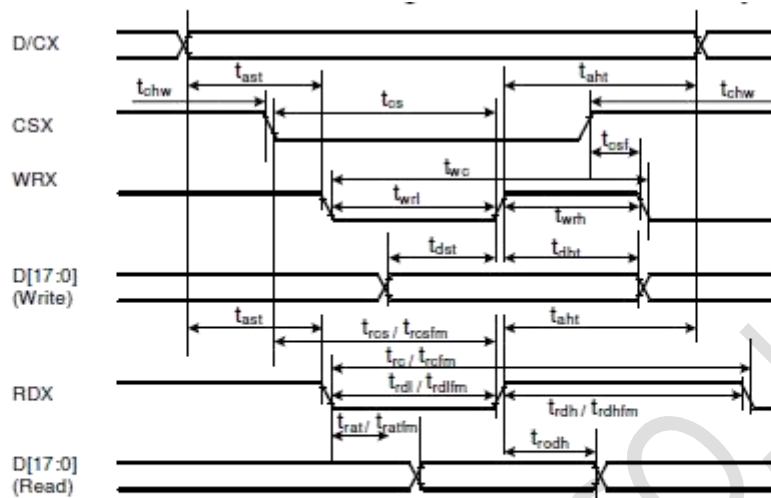 D/CX
tast
taht
tchw
tcs
tchw
CSX
tcsf
WRX
twc
twrl
twrh
tdst
tdht
D[17:0]
(Write)
tast
trcs / trcsfm
taht
trc / trcfm
RDX
trdl / trdlfm
trdh / trdhfm
trat / tratfm
trodh
D[17:0]
(Read)